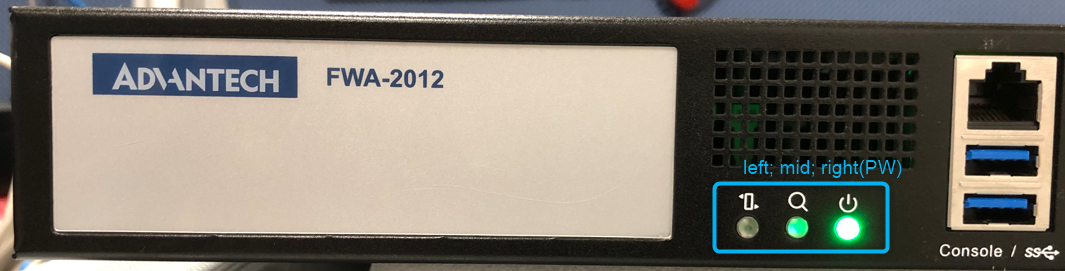 ADVANTECH FWA-2012
left; mid; right(PW)
Console /